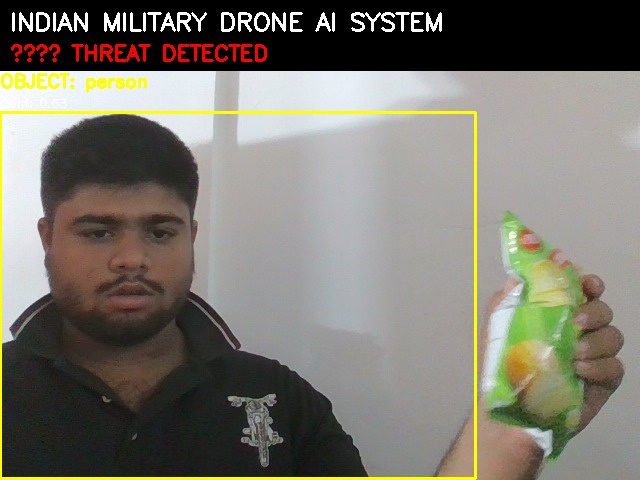 INDIAN MILITARY DRONE AI SYSTEM
???? THREAT DETECTED
OBJECT: person